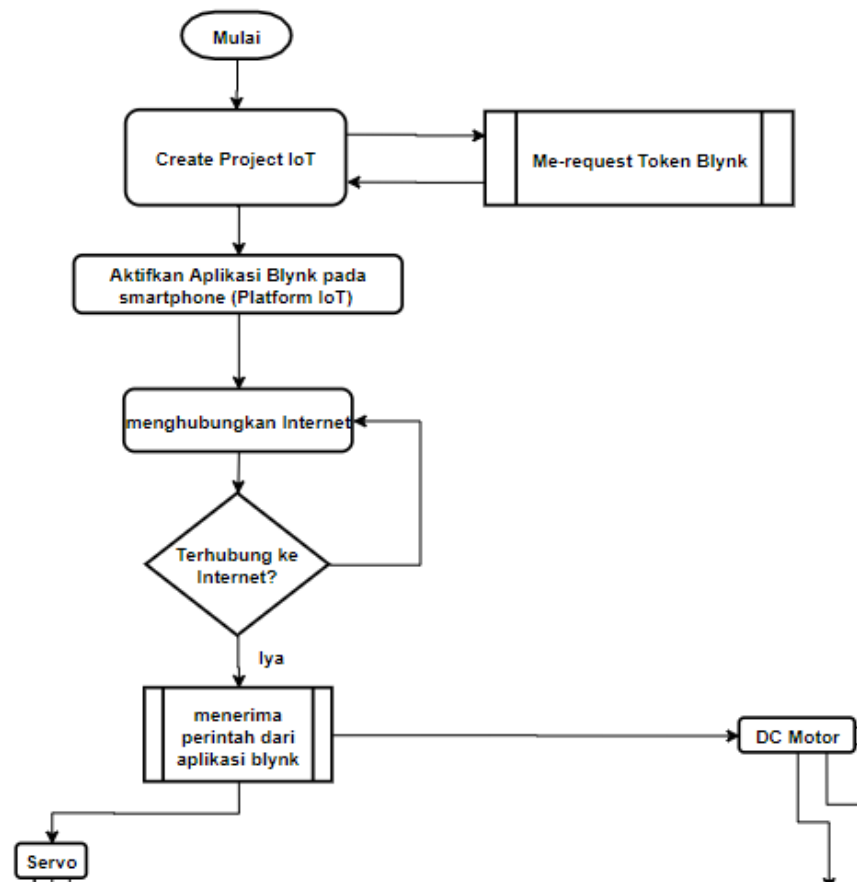 Mulai
Create Project IoT
Me-request Token Blynk
Aktifkan Aplikasi Blynk pada
smartphone (Platform IoT)
menghubungkan Internet
Terhubung ke
Internet?
Iya
menerima
perintah dari
aplikasi blynk
DC Motor
Servo